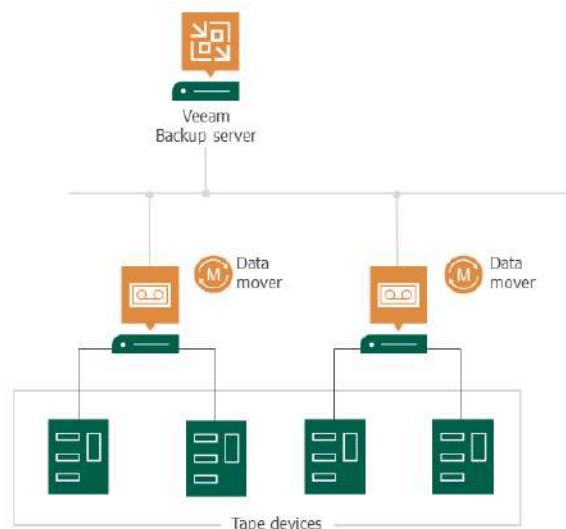 Veeam
Backup server
Data
mover
M
Data
mover
M
Tape devices